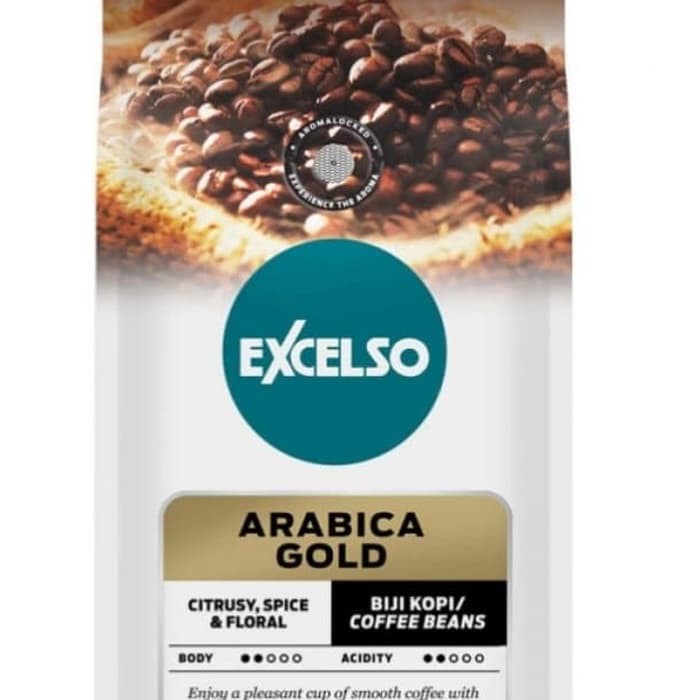 AROMALOCKED
EXPERIENCE THE AROMA
EXCELSO
ARABICA
GOLD
CITRUSY, SPICE
& FLORAL
BIJI KOPI/
COFFEE BEANS
BODY
ACIDITY
Enjoy a pleasant cup of smooth coffee with